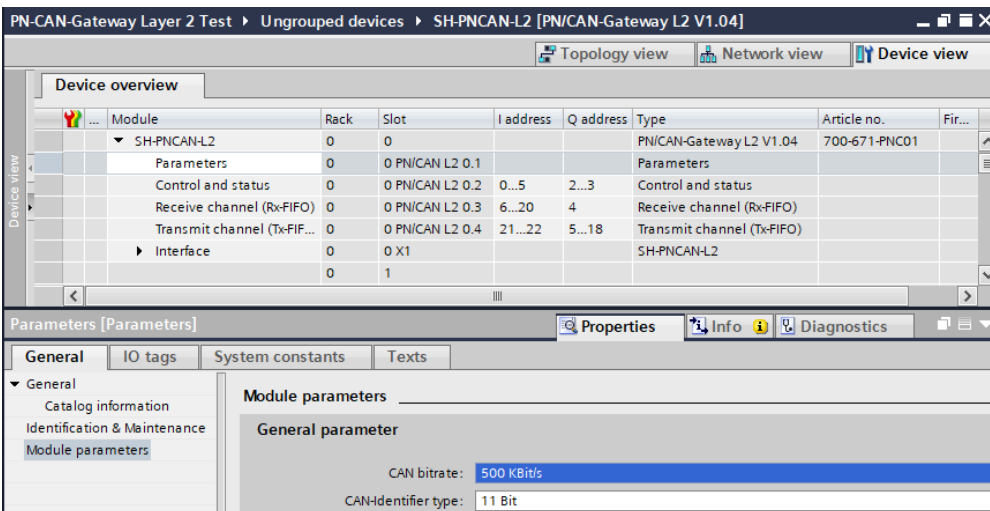 PN-CAN-Gateway Layer 2 Test ▸ Ungrouped devices ▸ SH-PNCAN-L2 [PN/CAN-Gateway L2 V1.04]
Topology view Network view Device view
Device overview
... Module Rack Slot I address Q address Type Article no. Fir...
SH-PNCAN-L2 0 0 PN/CAN-Gateway L2 V1.04 700-671-PNC01
Parameters 0 0 PN/CAN L2 0.1 Parameters
Control and status 0 0 PN/CAN L2 0.2 0...5 2...3 Control and status
Receive channel (Rx-FIFO) 0 0 PN/CAN L2 0.3 6...20 4 Receive channel (Rx-FIFO)
Transmit channel (Tx-FIF... 0 0 PN/CAN L2 0.4 21...22 5...18 Transmit channel (Tx-FIFO)
Interface 0 0 X1 SH-PNCAN-L2
0 1
Device view
Parameters [Parameters]
Properties Info Diagnostics
General IO tags System constants Texts
General
Catalog information
Identification & Maintenance
Module parameters
Module parameters
General parameter
CAN bitrate: 500 KBit/s
CAN-Identifier type: 11 Bit